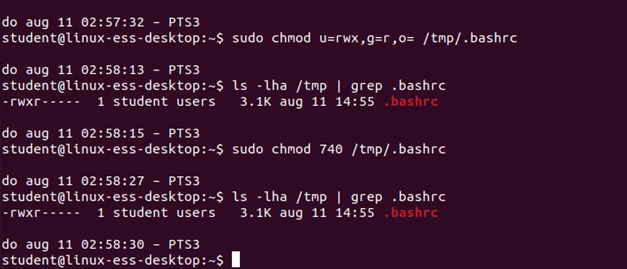 do aug 11 02:57:32 – PTS3
student@linux-ess-desktop:~$ sudo chmod u=rwx,g=r,o= /tmp/.bashrc
do aug 11 02:58:13 – PTS3
student@linux-ess-desktop:~$ ls -lha /tmp | grep .bashrc
-rwxr----- 1 student users 3.1K aug 11 14:55 .bashrc
do aug 11 02:58:15 – PTS3
student@linux-ess-desktop:~$ sudo chmod 740 /tmp/.bashrc
do aug 11 02:58:27 – PTS3
student@linux-ess-desktop:~$ ls -lha /tmp | grep .bashrc
-rwxr----- 1 student users 3.1K aug 11 14:55 .bashrc
do aug 11 02:58:30 – PTS3
student@linux-ess-desktop:~$